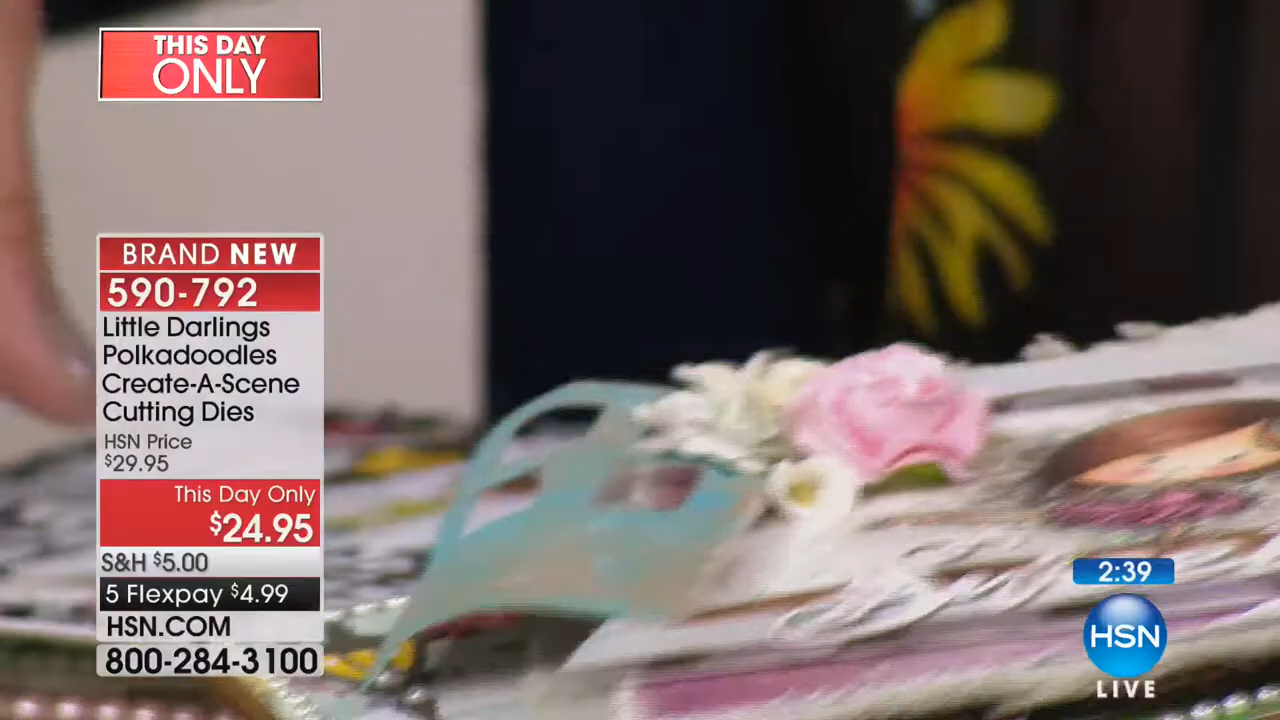 THIS DAY
ONLY
BRAND NEW
590-792
Little Darlings
Polkadoodles
Create-A-Scene
Cutting Dies
HSN Price
$29.95
This Day Only
$24.95
S&H $5.00
5 Flexpay $4.99
HSN.COM
800-284-3100
2:39
HSN
LIVE